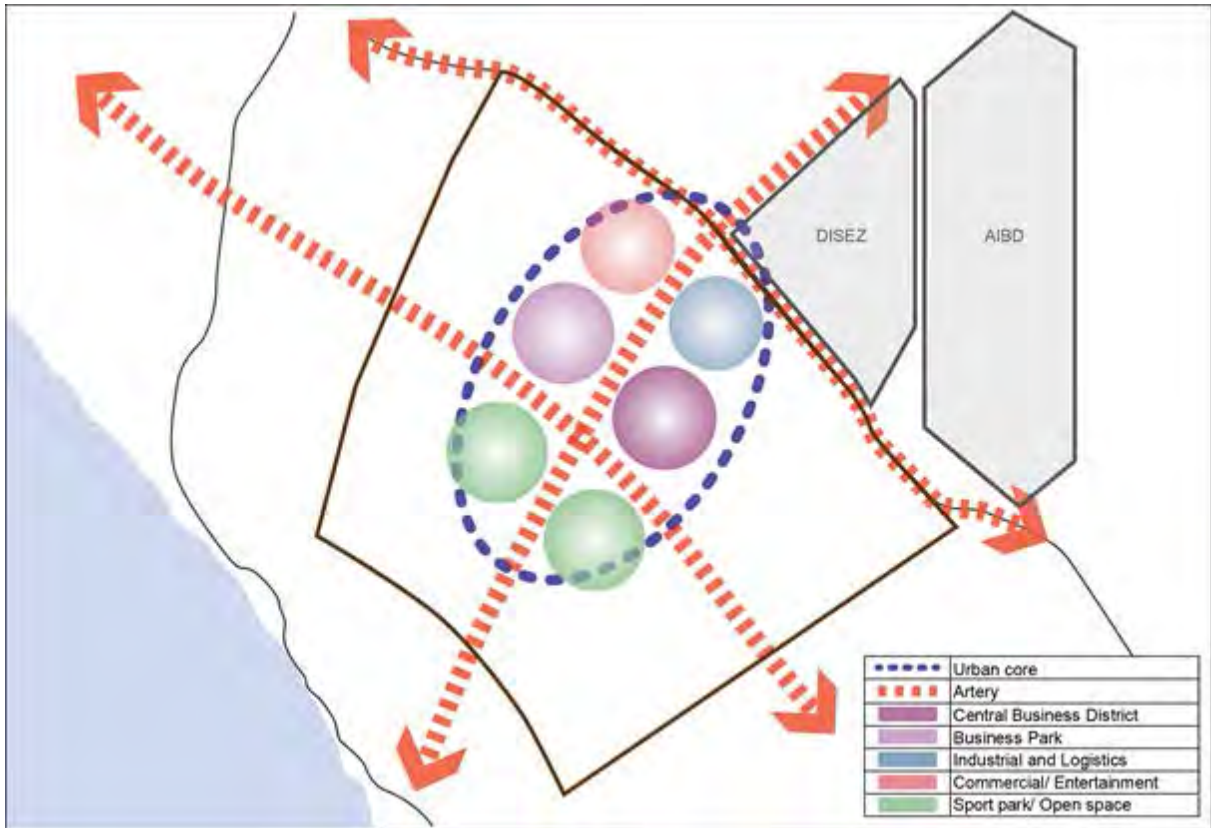 DISEZ
AIBD
Urban core
Artery
Central Business District
Business Park
Industrial and Logistics
Commercial/ Entertainment
Sport park/ Open space